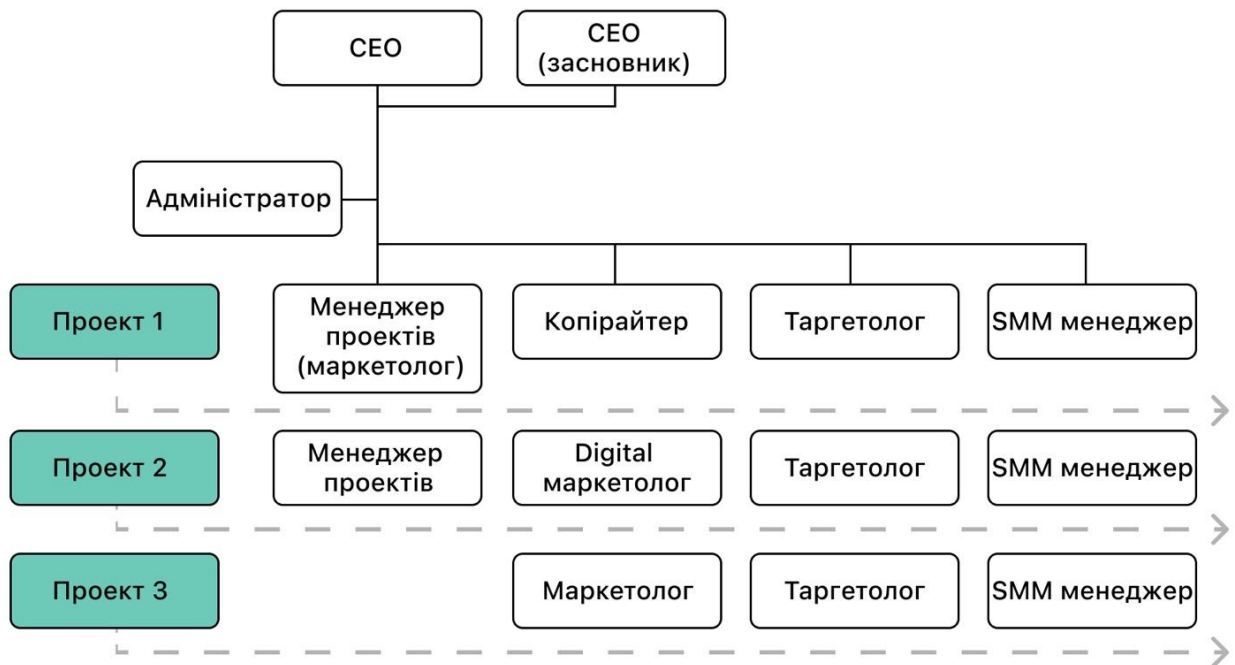 CEO
CEO
(засновник)
Адміністратор
Проект 1
Менеджер
проектів
(маркетолог)
Копірайтер
Таргетолог
SMM менеджер
Проект 2
Менеджер
проектів
Digital
маркетолог
Таргетолог
SMM менеджер
Проект 3
Маркетолог
Таргетолог
SMM менеджер